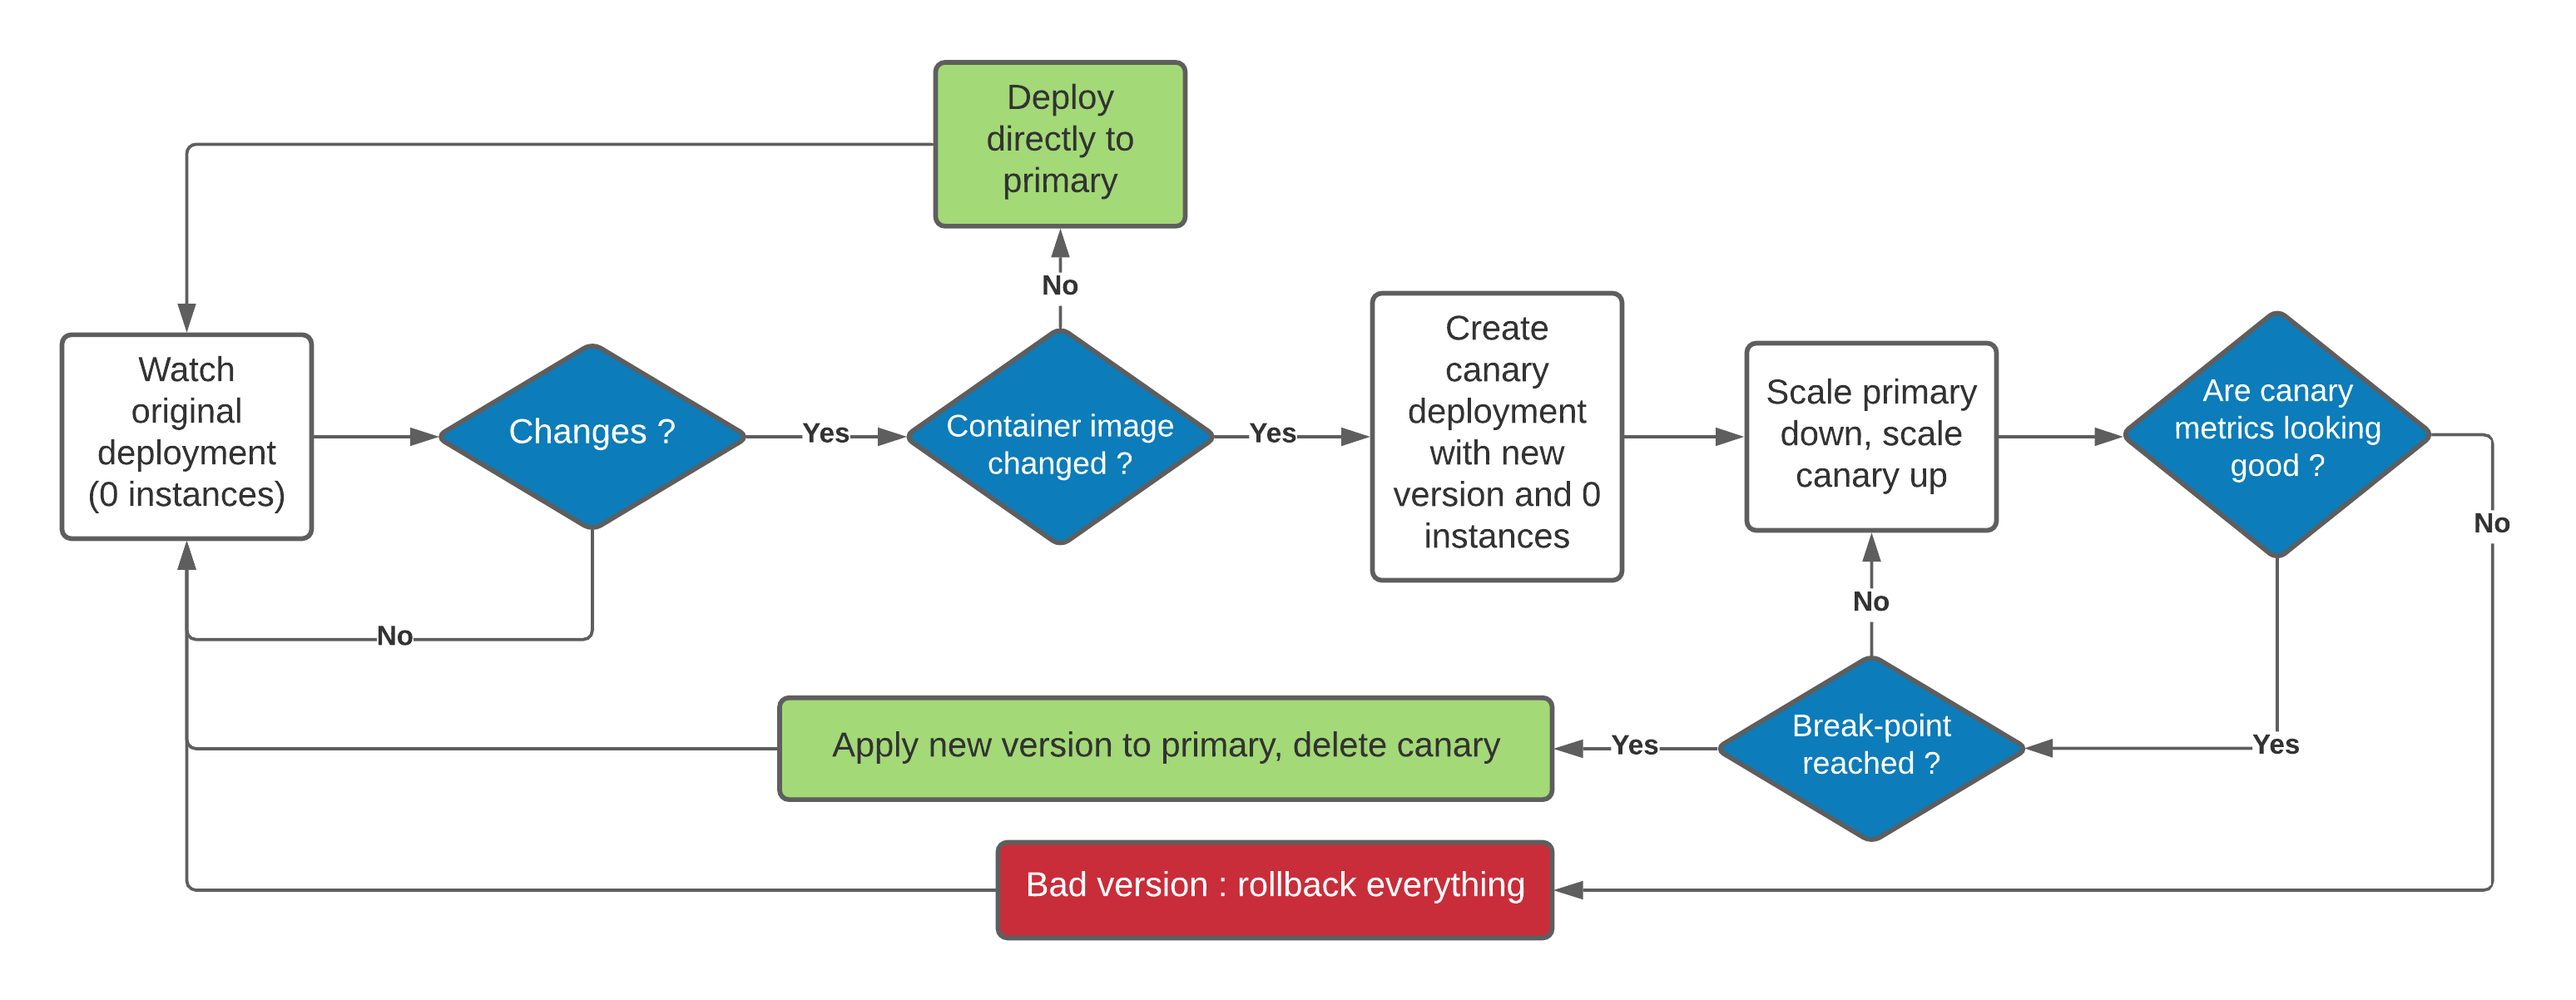 Deploy
directly to
primary
No
Watch
original
deployment
(0 instances)
Changes ?
Yes
Container image
changed ?
Yes
Create
canary
deployment
with new
version and 0
instances
Scale primary
down, scale
canary up
Are canary
metrics looking
good ?
No
No
No
Apply new version to primary, delete canary
Yes
Break-point
reached ?
Yes
Bad version : rollback everything